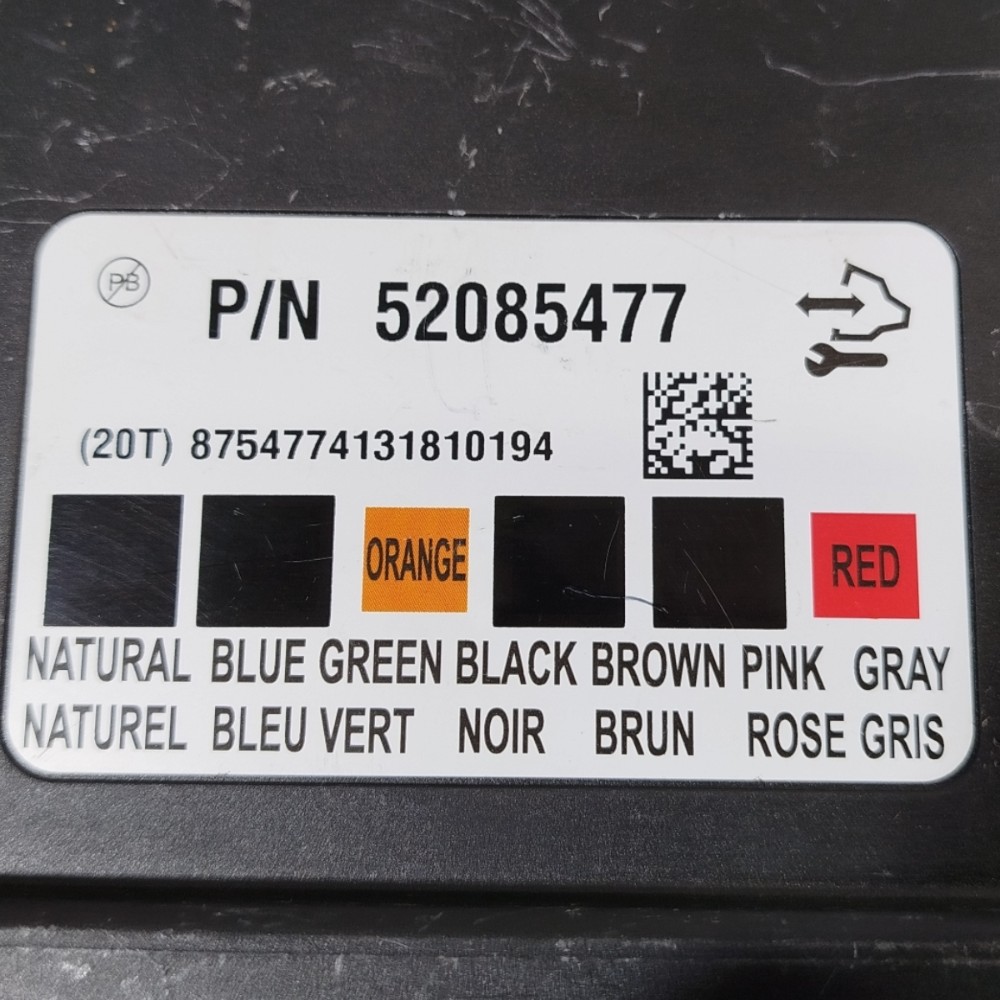 PB
P/N 52085477
(20T) 8754774131810194
ORANGE RED
NATURAL BLUE GREEN BLACK BROWN PINK GRAY
NATUREL BLEU VERT NOIR BRUN ROSE GRIS